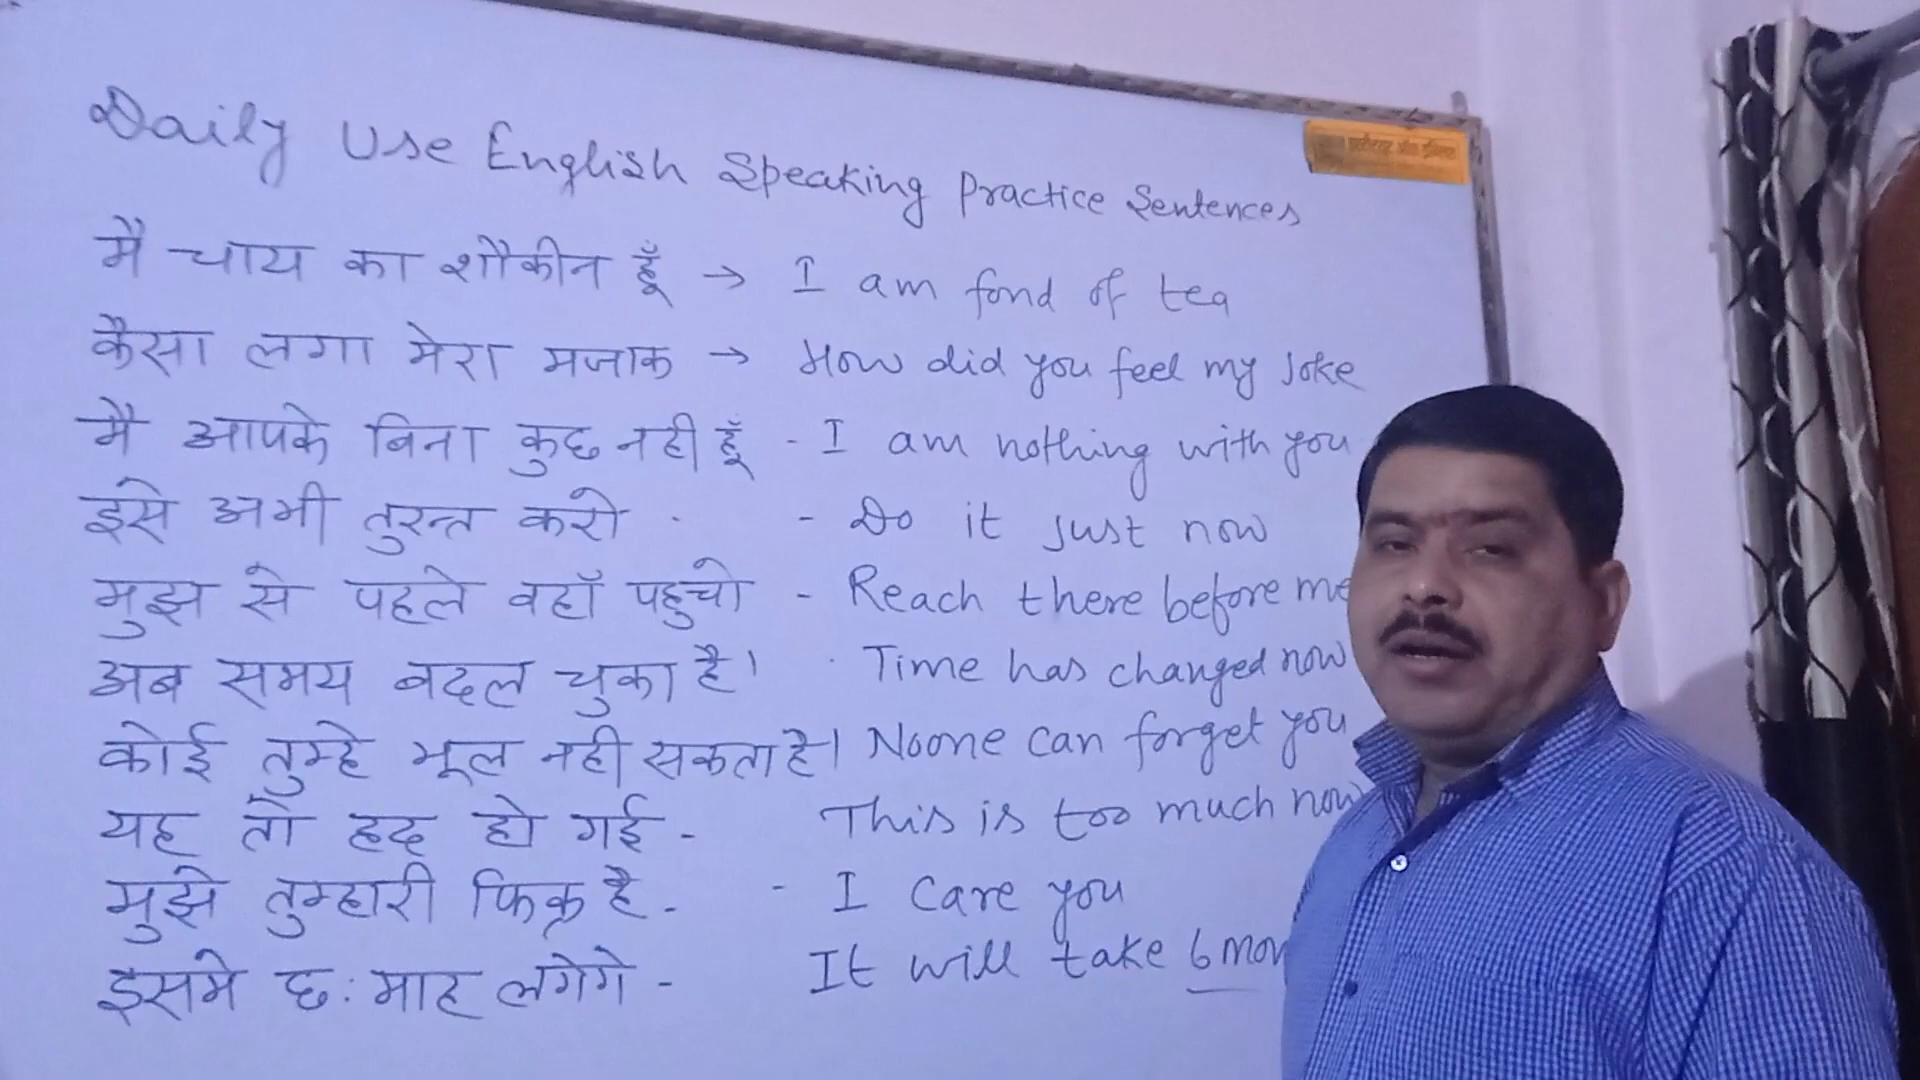 Daily Use English Speaking Practice Sentences
मै चाय का शौकीन हूँ → I am fond of tea
कैसा लगा मेरा मजाक → How did you feel my Joke
मै आपके बिना कुछ नही हूँ - I am nothing with you
इसे अभी तुरन्त करो - Do it Just now
मुझ से पहले वहाँ पहुचो - Reach there before me
अब समय बदल चुका है। Time has changed now
कोई तुम्हे भूल नही सकता है। Noone can forget you
यह तो हद हो गई - This is too much now
मुझे तुम्हारी फिक्र है - I Care you
इसमे छ: माह लगेगे - It will take 6 mon